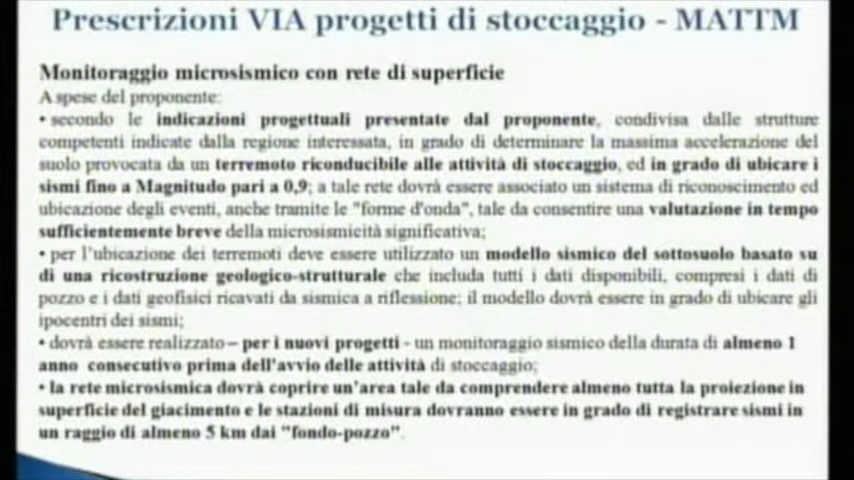 Prescrizioni VIA progetti di stoccaggio - MATTM
Monitoraggio microsismico con rete di superficie
A spese del proponente:
• secondo le indicazioni progettuali presentate dal proponente, condivisa dalle strutture
competenti indicate dalla regione interessata, in grado di determinare la massima accelerazione del
suolo provocata da un terremoto riconducibile alle attività di stoccaggio, ed in grado di ubicare i
sismi fino a Magnitudo pari a 0,9; a tale rete dovrà essere associato un sistema di riconoscimento ed
ubicazione degli eventi, anche tramite le "forme d'onda", tale da consentire una valutazione in tempo
sufficientemente breve della microsismicità significativa;
• per l'ubicazione dei terremoti deve essere utilizzato un modello sismico del sottosuolo basato su
di una ricostruzione geologico-strutturale che includa tutti i dati disponibili, compresi i dati di
pozzo e i dati geofisici ricavati da sismica a riflessione; il modello dovrà essere in grado di ubicare gli
ipocentri dei sismi;
• dovrà essere realizzato – per i nuovi progetti - un monitoraggio sismico della durata di almeno 1
anno consecutivo prima dell'avvio delle attività di stoccaggio;
• la rete microsismica dovrà coprire un'area tale da comprendere almeno tutta la proiezione in
superficie del giacimento e le stazioni di misura dovranno essere in grado di registrare sismi in
un raggio di almeno 5 km dai "fondo-pozzo".